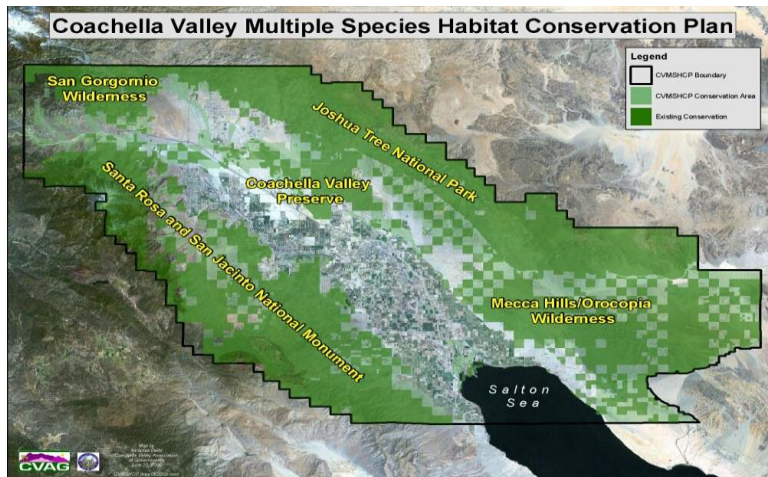 Coachella Valley Multiple Species Habitat Conservation Plan
Legend
CVMSHCP Boundary
CVMSHCP Conservation Area
Existing Conservation
San Gorgornio
Wilderness
Joshua Tree National Park
Coachella Valley
Preserve
Santa Rosa and San Jacinto National Monument
Mecca Hills/Orocopia
Wilderness
Salton
Sea
CVAG